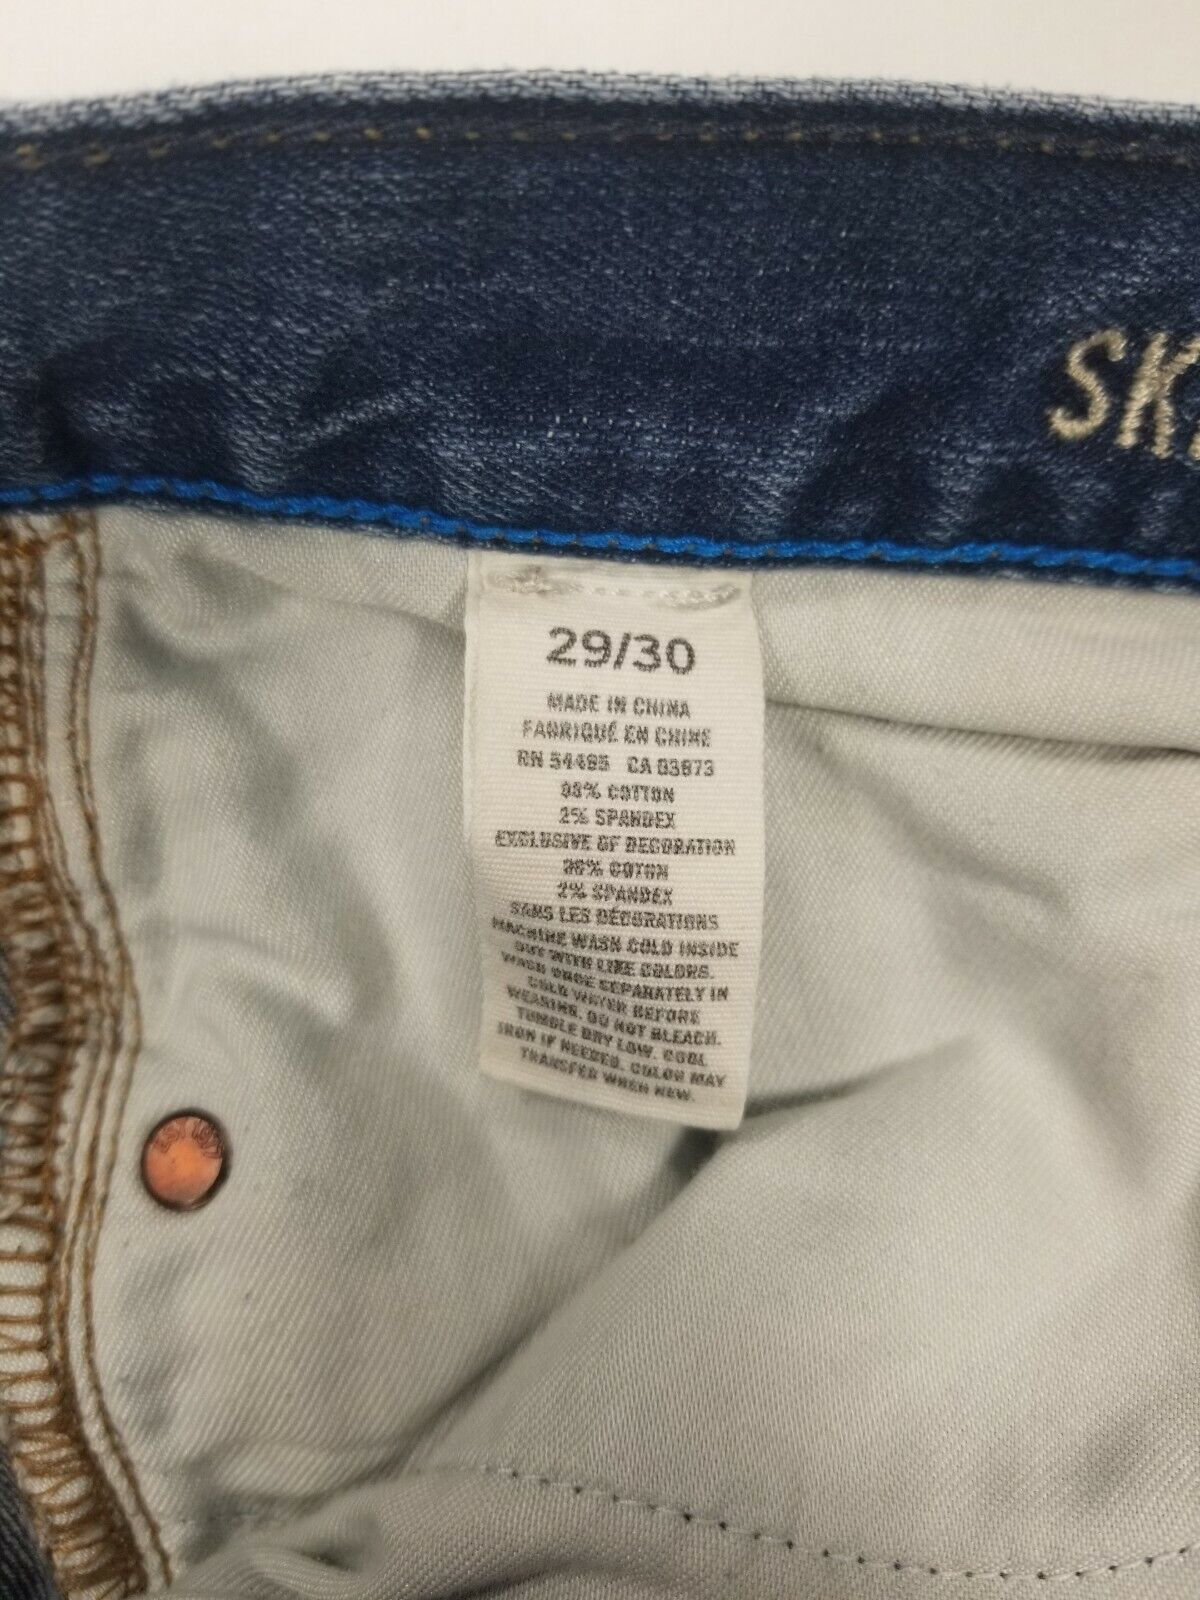 SK
29/30
MADE IN CHINA
FABRIQUÉ EN CHINE
RN 54485 CA 03973
98% COTTON
2% SPANDEX
EXCLUSIVE OF DECORATION
98% COTON
2% SPANDEX
SANS LES DÉCORATIONS
MACHINE WASH COLD INSIDE
OUT WITH LIKE COLORS.
WASH ONCE SEPARATELY IN
COLD WATER BEFORE
WEARING. DO NOT BLEACH.
TUMBLE DRY LOW. COOL
IRON IF NEEDED. COLOR MAY
TRANSFER WHEN NEW.
EST 1977